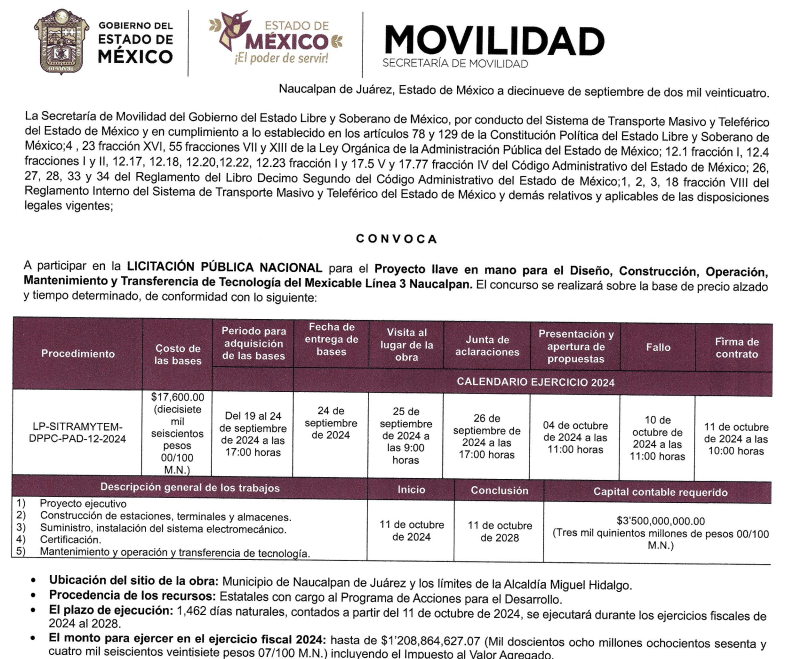 GOBIERNO DEL
ESTADO DE
MÉXICO
ESTADO DE
MÉXICO
¡El poder de servir!
MOVILIDAD
SECRETARÍA DE MOVILIDAD
Naucalpan de Juárez, Estado de México a diecinueve de septiembre de dos mil veinticuatro.
La Secretaría de Movilidad del Gobierno del Estado Libre y Soberano de México, por conducto del Sistema de Transporte Masivo y Teleférico
del Estado de México y en cumplimiento a lo establecido en los artículos 78 y 129 de la Constitución Política del Estado Libre y Soberano de
México;4 , 23 fracción XVI, 55 fracciones VII y XIII de la Ley Orgánica de la Administración Pública del Estado de México; 12.1 fracción I, 12.4
fracciones I y II, 12.17, 12.18, 12.20,12.22, 12.23 fracción I y 17.5 V y 17.77 fracción IV del Código Administrativo del Estado de México; 26,
27, 28, 33 y 34 del Reglamento del Libro Decimo Segundo del Código Administrativo del Estado de México;1, 2, 3, 18 fracción VIII del
Reglamento Interno del Sistema de Transporte Masivo y Teleférico del Estado de México y demás relativos y aplicables de las disposiciones
legales vigentes;
C O N V O C A
A participar en la LICITACIÓN PÚBLICA NACIONAL para el Proyecto llave en mano para el Diseño, Construcción, Operación,
Mantenimiento y Transferencia de Tecnología del Mexicable Línea 3 Naucalpan. El concurso se realizará sobre la base de precio alzado
y tiempo determinado, de conformidad con lo siguiente:
Procedimiento
Costo de
las bases
Periodo para
adquisición
de las bases
Fecha de
entrega de
bases
Visita al
lugar de la
obra
Junta de
aclaraciones
Presentación y
apertura de
propuestas
Fallo
Firma de
contrato
CALENDARIO EJERCICIO 2024
LP-SITRAMYTEM-
DPPC-PAD-12-2024
$17,600.00
(diecisiete
mil
seiscientos
pesos
00/100
M.N.)
Del 19 al 24
de septiembre
de 2024 a las
17:00 horas
24 de
septiembre
de 2024
25 de
septiembre
de 2024 a
las 9:00
horas
26 de
septiembre de
2024 a las
17:00 horas
04 de octubre
de 2024 a las
11:00 horas
10 de
octubre de
2024 a las
11:00 horas
11 de octubre
de 2024 a las
10:00 horas
Descripción general de los trabajos
Inicio
Conclusión
Capital contable requerido
1) Proyecto ejecutivo
2) Construcción de estaciones, terminales y almacenes.
3) Suministro, instalación del sistema electromecánico.
4) Certificación.
5) Mantenimiento y operación y transferencia de tecnología.
11 de octubre
de 2024
11 de octubre
de 2028
$3'500,000,000.00
(Tres mil quinientos millones de pesos 00/100
M.N.)
• Ubicación del sitio de la obra: Municipio de Naucalpan de Juárez y los límites de la Alcaldía Miguel Hidalgo.
• Procedencia de los recursos: Estatales con cargo al Programa de Acciones para el Desarrollo.
• El plazo de ejecución: 1,462 días naturales, contados a partir del 11 de octubre de 2024, se ejecutará durante los ejercicios fiscales de
2024 al 2028.
• El monto para ejercer en el ejercicio fiscal 2024: hasta de $1'208,864,627.07 (Mil doscientos ocho millones ochocientos sesenta y
cuatro mil seiscientos veintisiete pesos 07/100 M.N.) incluyendo el Impuesto al Valor Agregado.